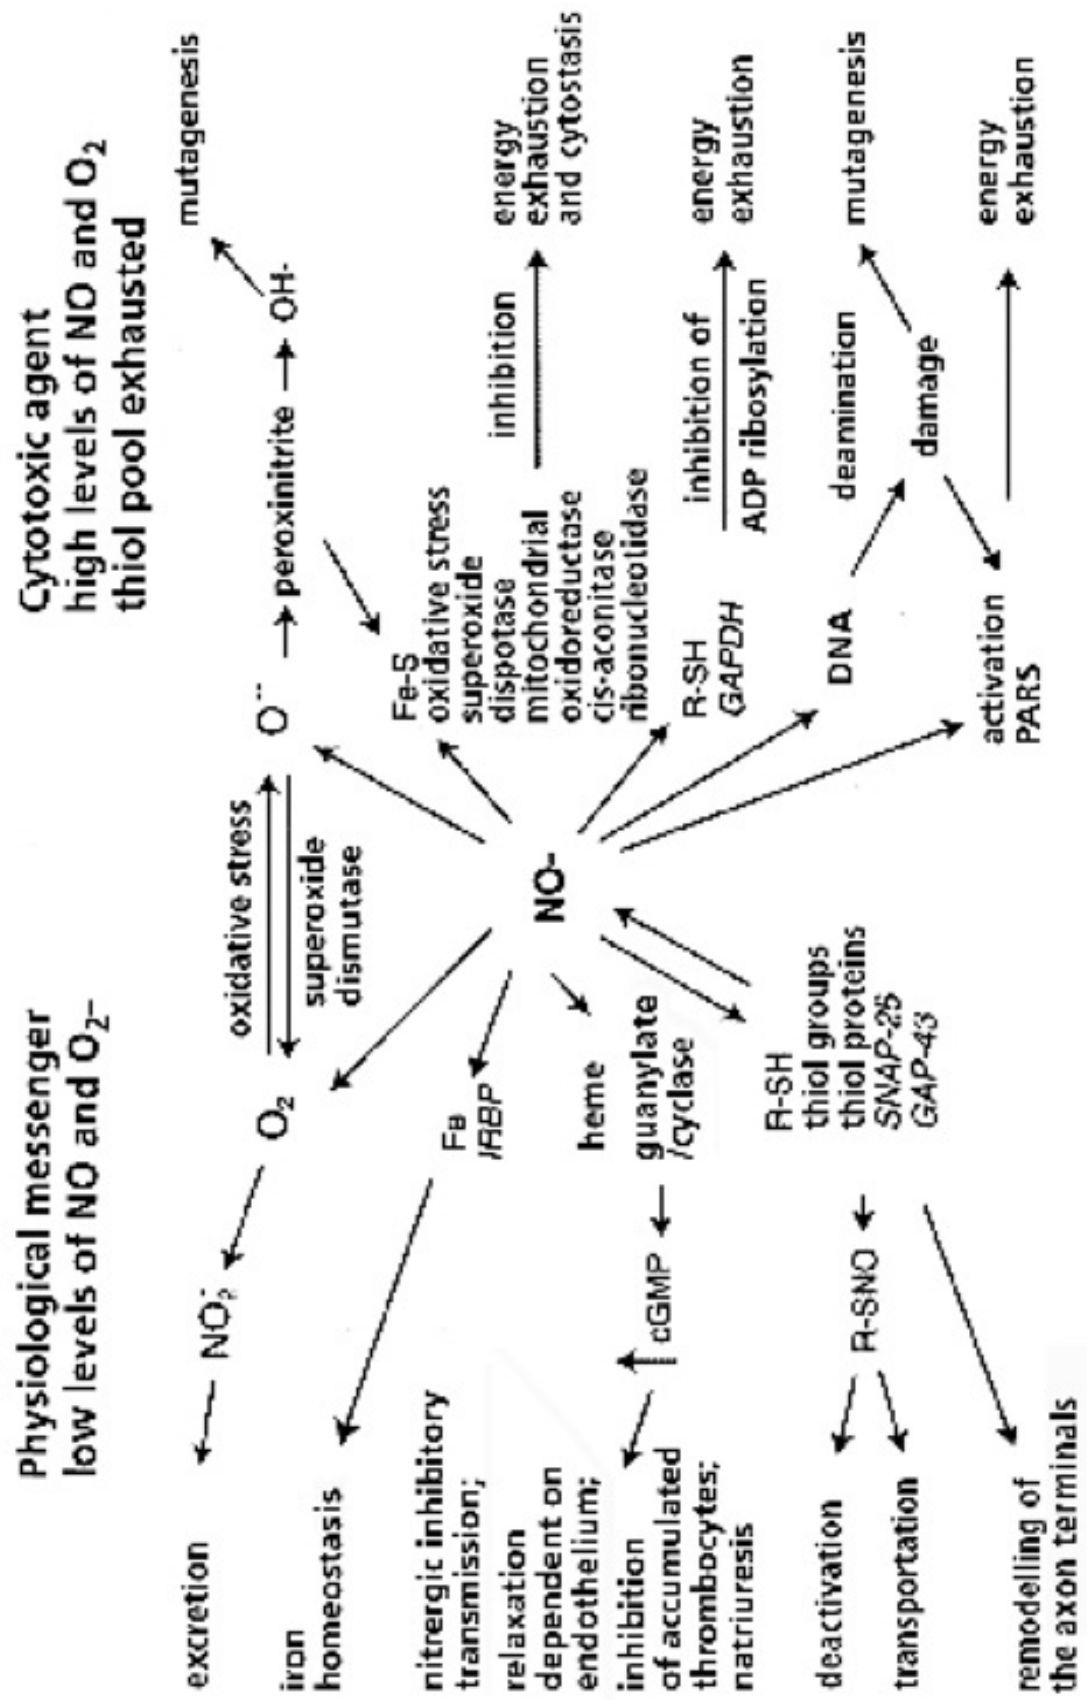 Physiological messenger
low levels of NO and O2–
Cytotoxic agent
high levels of NO and O2
thiol pool exhausted
excretion
NO2-
O2
oxidative stress
superoxide
dismutase
O--
peroxinitrite
OH-
mutagenesis
iron
homeostasis
Fe
IRBP
Fe-S
oxidative stress
superoxide
dispotase
mitochondrial
oxidoreductase
cis-aconitase
ribonucleotidase
inhibition
energy
exhaustion
and cytostasis
nitrergic inhibitory
transmission;
relaxation
dependent on
endothelium;
inhibition
of accumulated
thrombocytes;
natriuresis
cGMP
heme
guanylate
/cyclase
NO-
R-SH
GAPDH
inhibition of
ADP ribosylation
energy
exhaustion
deactivation
transportation
R-SNO
R-SH
thiol groups
thiol proteins
SNAP-25
GAP-43
DNA
deamination
damage
mutagenesis
remodelling of
the axon terminals
activation
PARS
energy
exhaustion